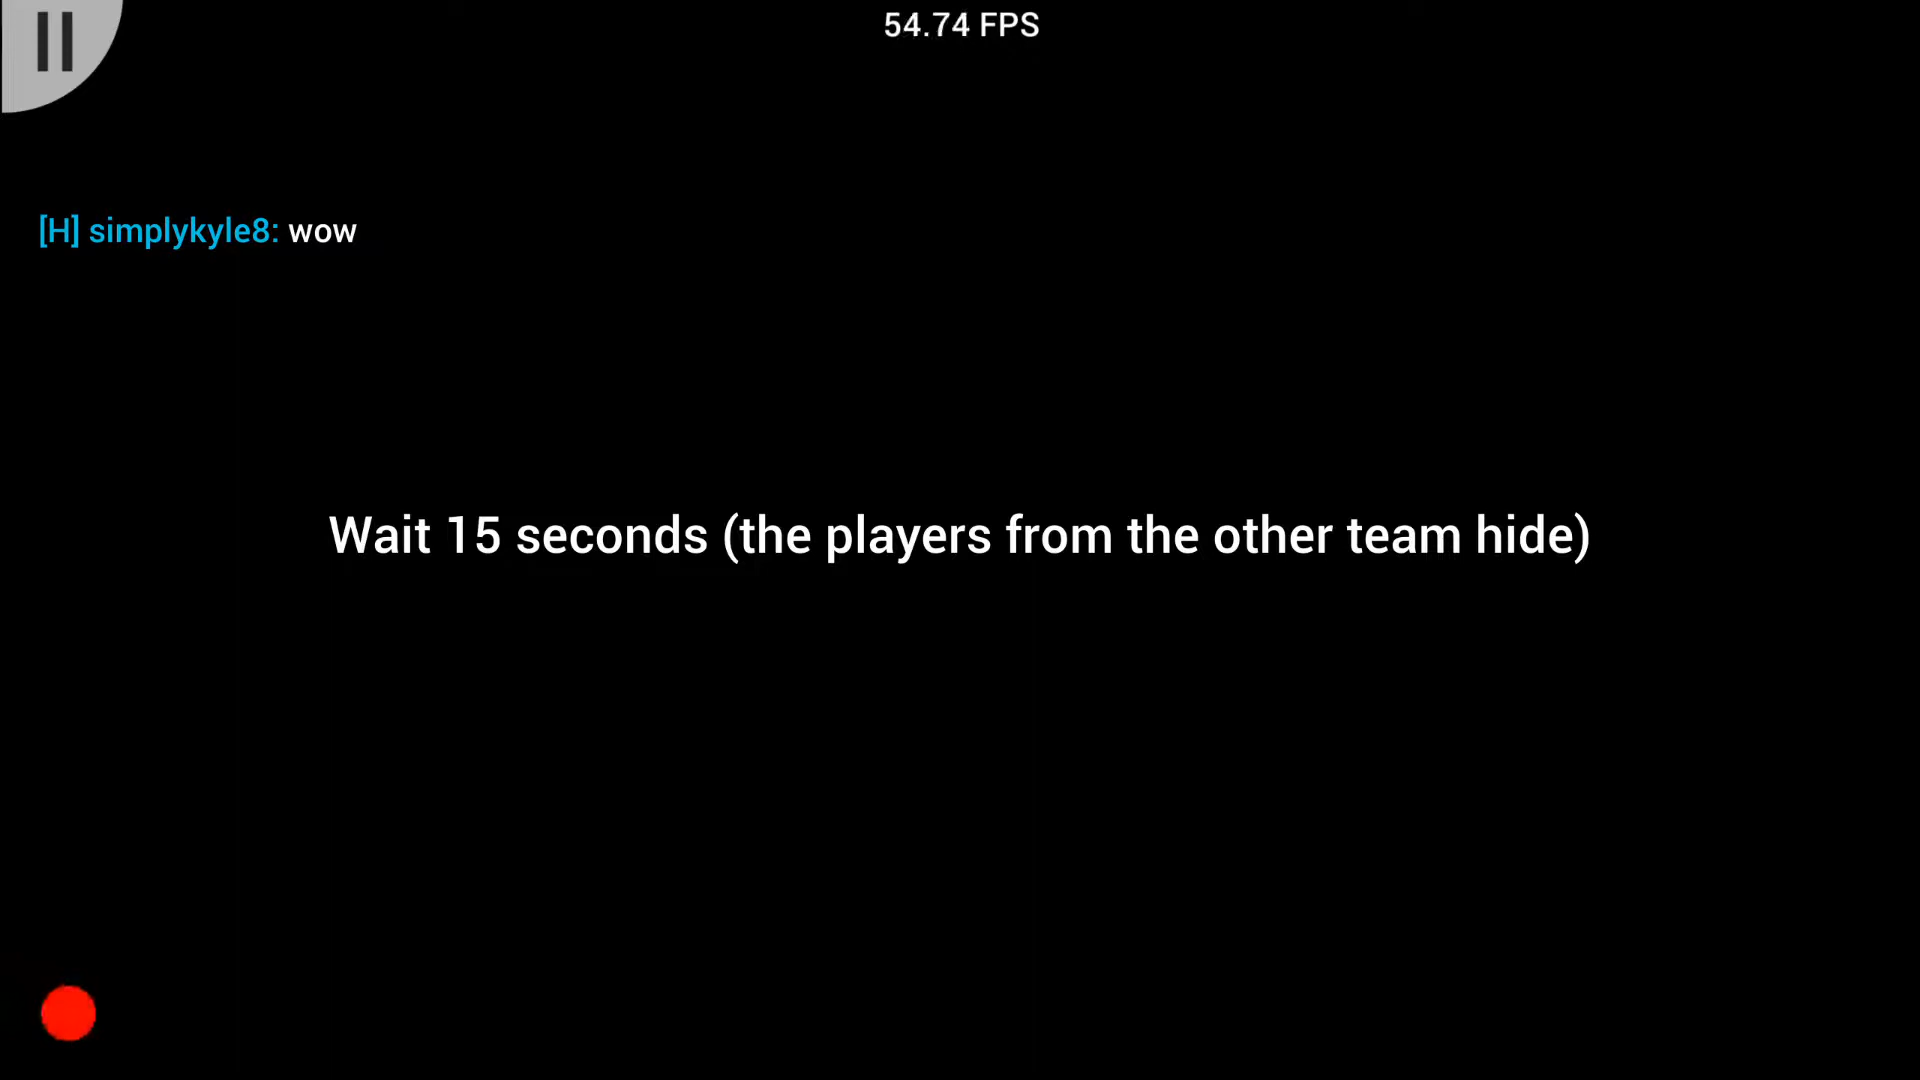 54.74 FPS
[H] simplykyle8: wow
Wait 15 seconds (the players from the other team hide)